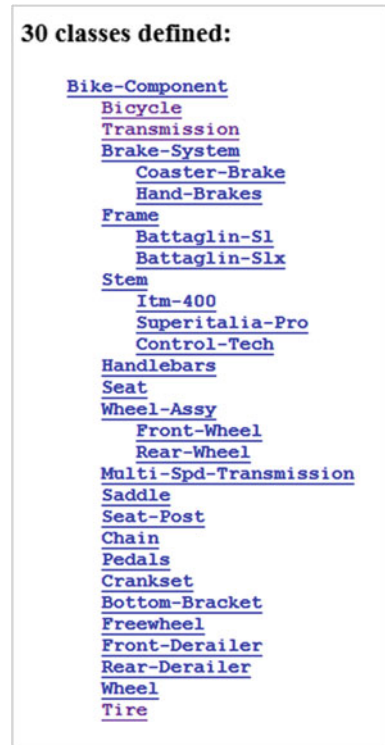 30 classes defined:
Bike-Component
Bicycle
Transmission
Brake-System
Coaster-Brake
Hand-Brakes
Frame
Battaglin-Sl
Battaglin-Slx
Stem
Itm-400
Superitalia-Pro
Control-Tech
Handlebars
Seat
Wheel-Assy
Front-Wheel
Rear-Wheel
Multi-Spd-Transmission
Saddle
Seat-Post
Chain
Pedals
Crankset
Bottom-Bracket
Freewheel
Front-Derailer
Rear-Derailer
Wheel
Tire